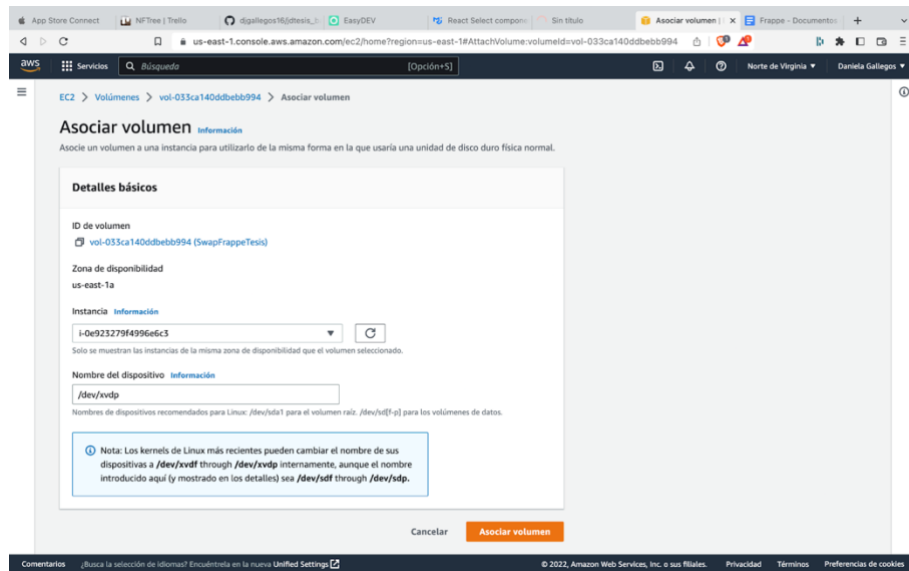 App Store Connect NFTree | Trello djgallegos16/jdtesis_ EasyDEV React Select compone Sin título Asociar volumen | Frappe - Documentos
us-east-1.console.aws.amazon.com/ec2/home?region=us-east-1#AttachVolume:volumeId=vol-033ca140ddbebb994
aws Servicios Búsqueda [Opción+S] Norte de Virginia Daniela Gallegos
EC2 > Volúmenes > vol-033ca140ddbebb994 > Asociar volumen
Asociar volumen Información
Asocie un volumen a una instancia para utilizarlo de la misma forma en la que usaría una unidad de disco duro física normal.
Detalles básicos
ID de volumen
vol-033ca140ddbebb994 (SwapFrappeTesis)
Zona de disponibilidad
us-east-1a
Instancia Información
i-0e923279f4996e6c3
Solo se muestran las instancias de la misma zona de disponibilidad que el volumen seleccionado.
Nombre del dispositivo Información
/dev/xvdp
Nombres de dispositivos recomendados para Linux: /dev/sda1 para el volumen raíz. /dev/sd[f-p] para los volúmenes de datos.
Nota: Los kernels de Linux más recientes pueden cambiar el nombre de sus
dispositivas a /dev/xvdf through /dev/xvdp internamente, aunque el nombre
introducido aquí (y mostrado en los detalles) sea /dev/sdf through /dev/sdp.
Cancelar Asociar volumen
Comentarios ¿Busca la selección de idiomas? Encuéntrela en la nueva Unified Settings © 2022, Amazon Web Services, Inc. o sus filiales. Privacidad Términos Preferencias de cookies